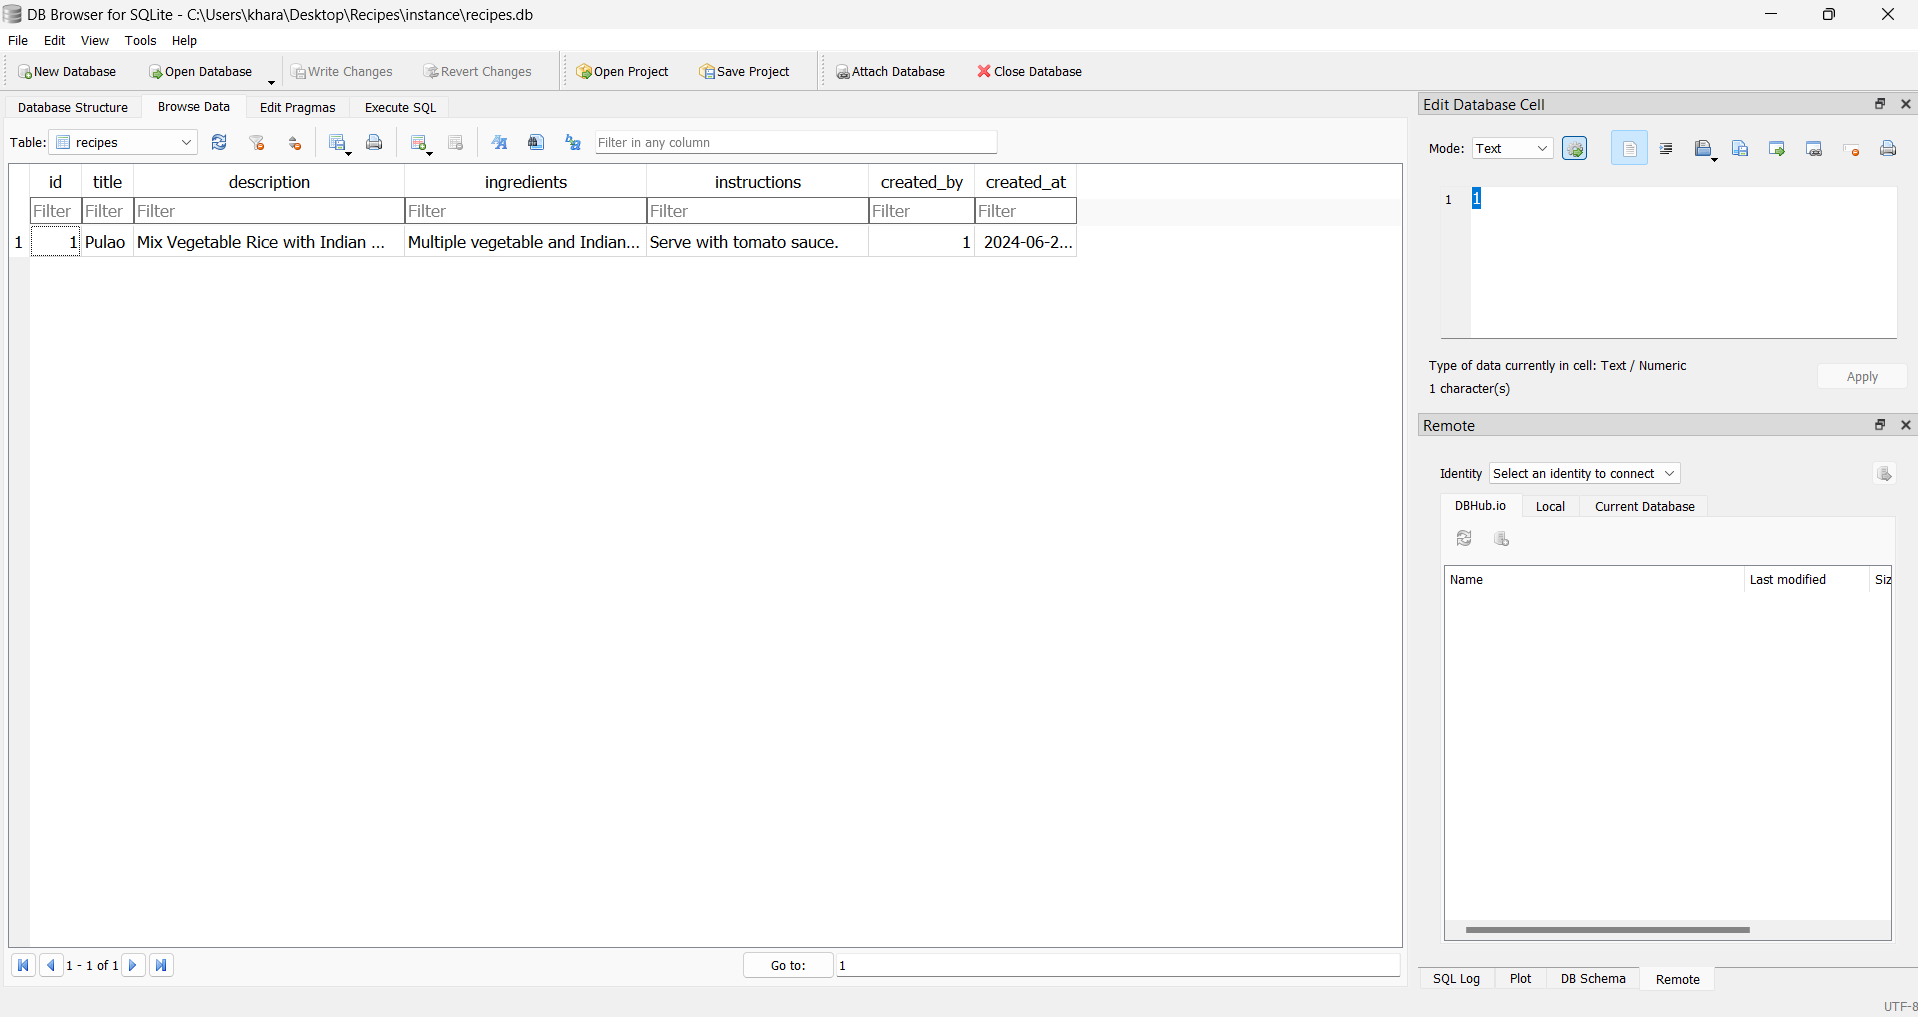 DB Browser for SQLite - C:\Users\khara\Desktop\Recipes\instance\recipes.db
File Edit View Tools Help
New Database Open Database Write Changes Revert Changes Open Project Save Project Attach Database Close Database
Database Structure Browse Data Edit Pragmas Execute SQL
Table: recipes Filter in any column
id title description ingredients instructions created_by created_at
Filter Filter Filter Filter Filter Filter Filter
1 1 Pulao Mix Vegetable Rice with Indian ... Multiple vegetable and Indian... Serve with tomato sauce. 1 2024-06-2...
1 - 1 of 1 Go to: 1
Edit Database Cell
Mode: Text
1 1
Type of data currently in cell: Text / Numeric
1 character(s)
Apply
Remote
Identity Select an identity to connect
DBHub.io Local Current Database
Name Last modified Siz
SQL Log Plot DB Schema Remote
UTF-8